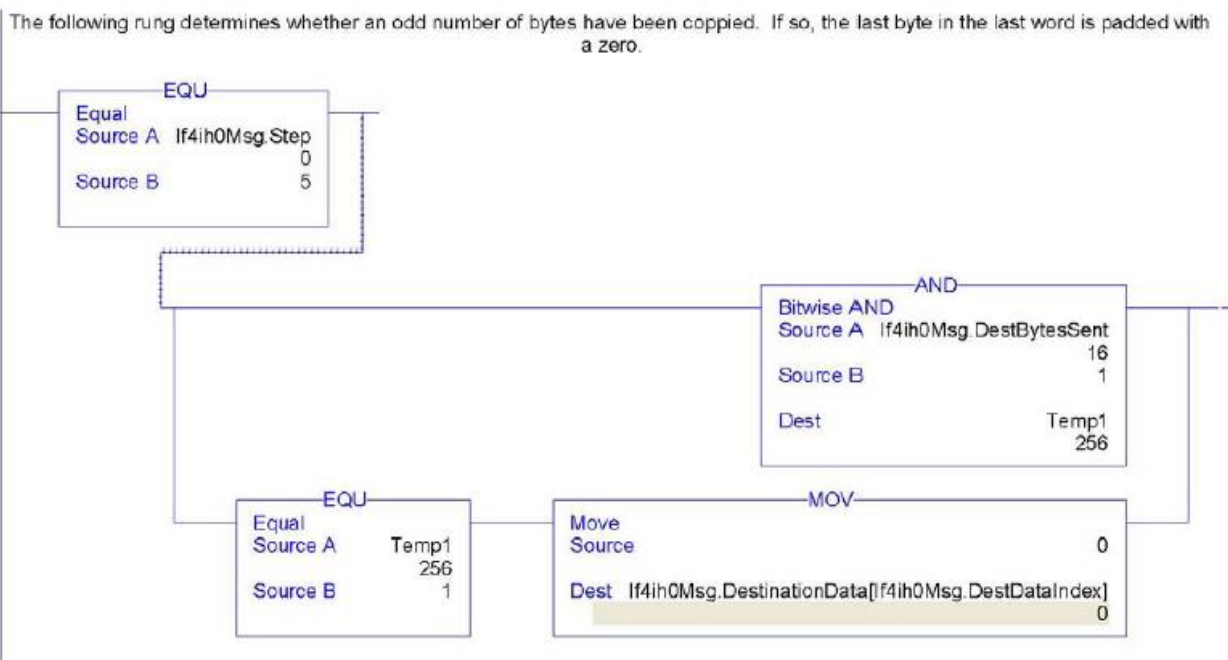 The following rung determines whether an odd number of bytes have been coppied. If so, the last byte in the last word is padded with
a zero.
EQU
Equal
Source A If4ih0Msg.Step
0
Source B 5
AND
Bitwise AND
Source A If4ih0Msg.DestBytesSent
16
Source B 1
Dest Temp1
256
EQU
Equal
Source A Temp1
256
Source B 1
MOV
Move
Source 0
Dest If4ih0Msg.DestinationData[If4ih0Msg.DestDataIndex]
0